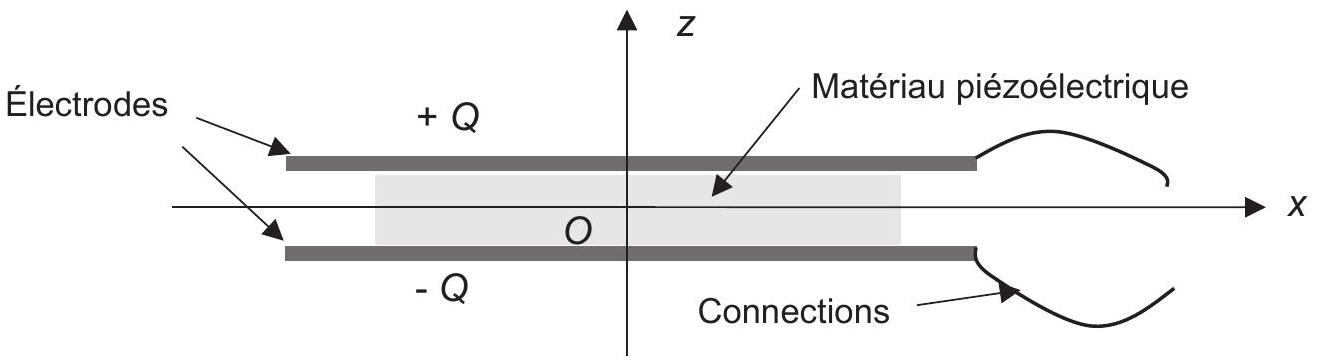 z
Matériau piézoélectrique
Électrodes
+ Q
x
O
- Q
Connections